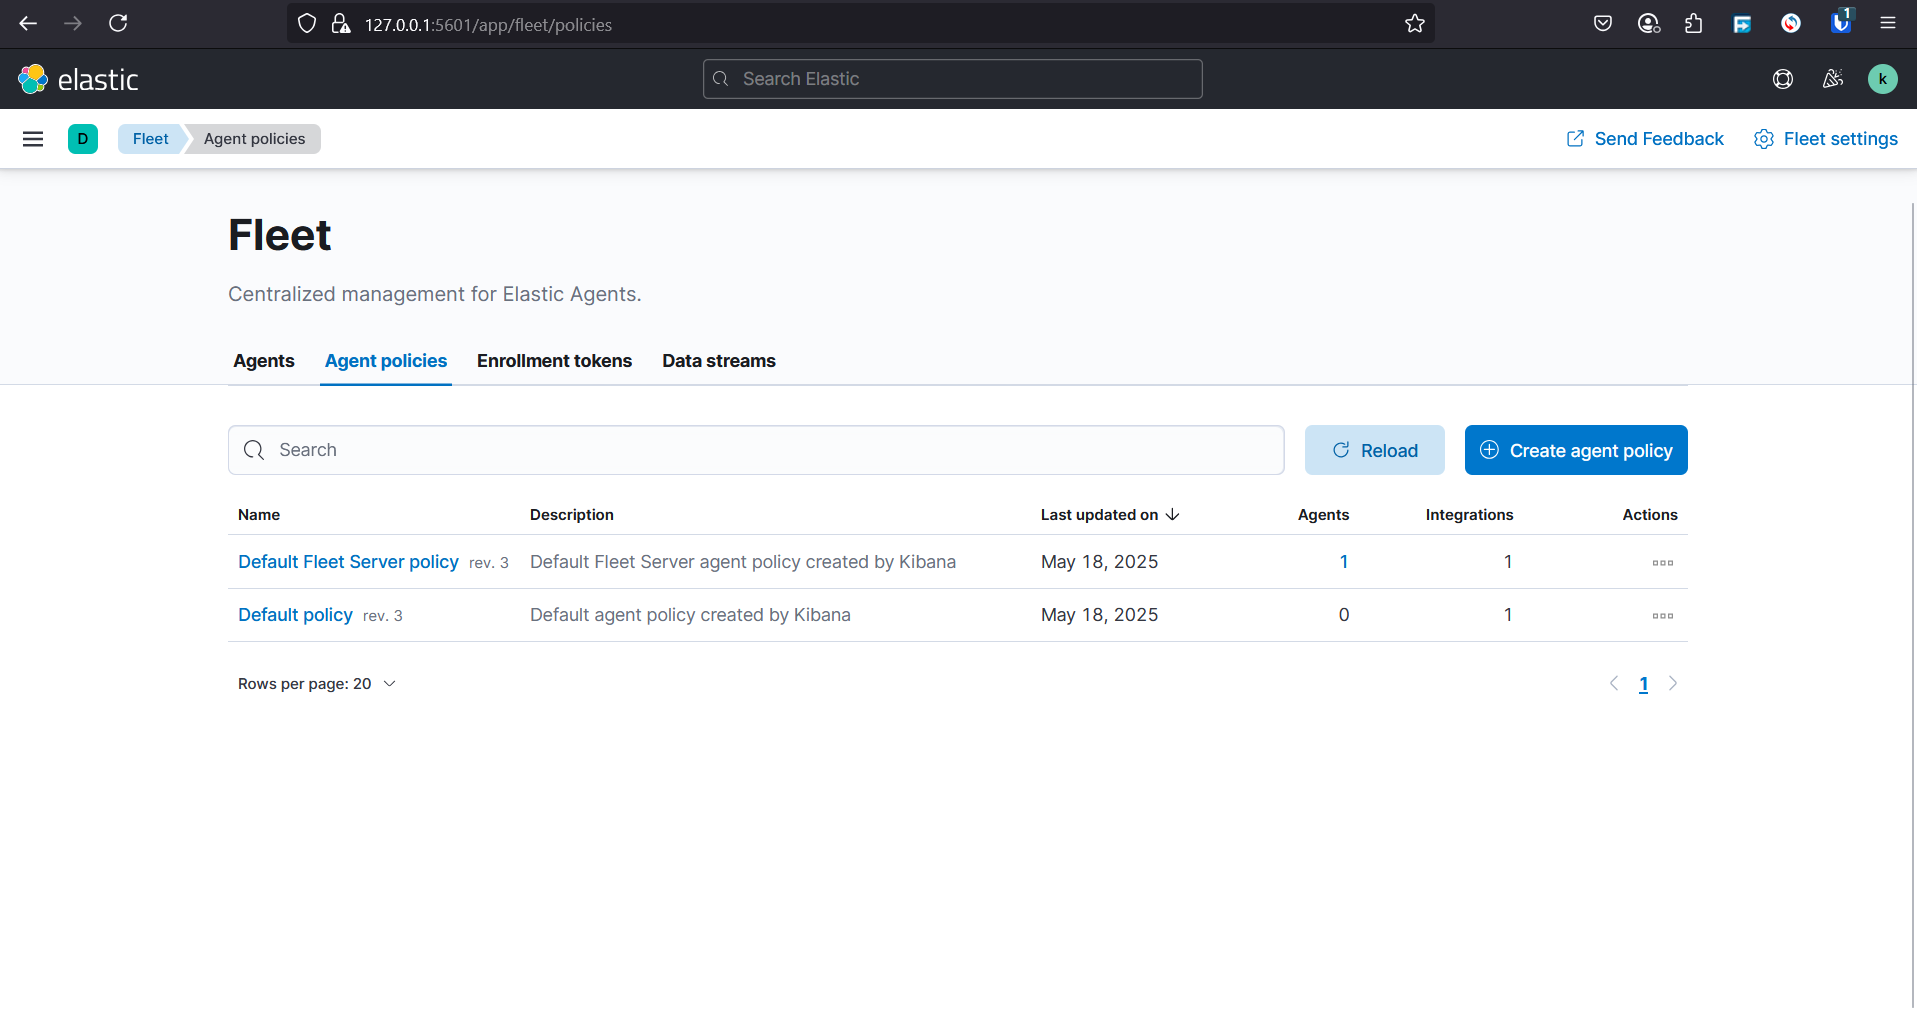 127.0.0.1:5601/app/fleet/policies
1
elastic
Search Elastic
k
D
Fleet
Agent policies
Send Feedback
Fleet settings
Fleet
Centralized management for Elastic Agents.
Agents
Agent policies
Enrollment tokens
Data streams
Search
Reload
Create agent policy
Name Description Last updated on Agents Integrations Actions
Default Fleet Server policy rev. 3 Default Fleet Server agent policy created by Kibana May 18, 2025 1 1
Default policy rev. 3 Default agent policy created by Kibana May 18, 2025 0 1
Rows per page: 20
1